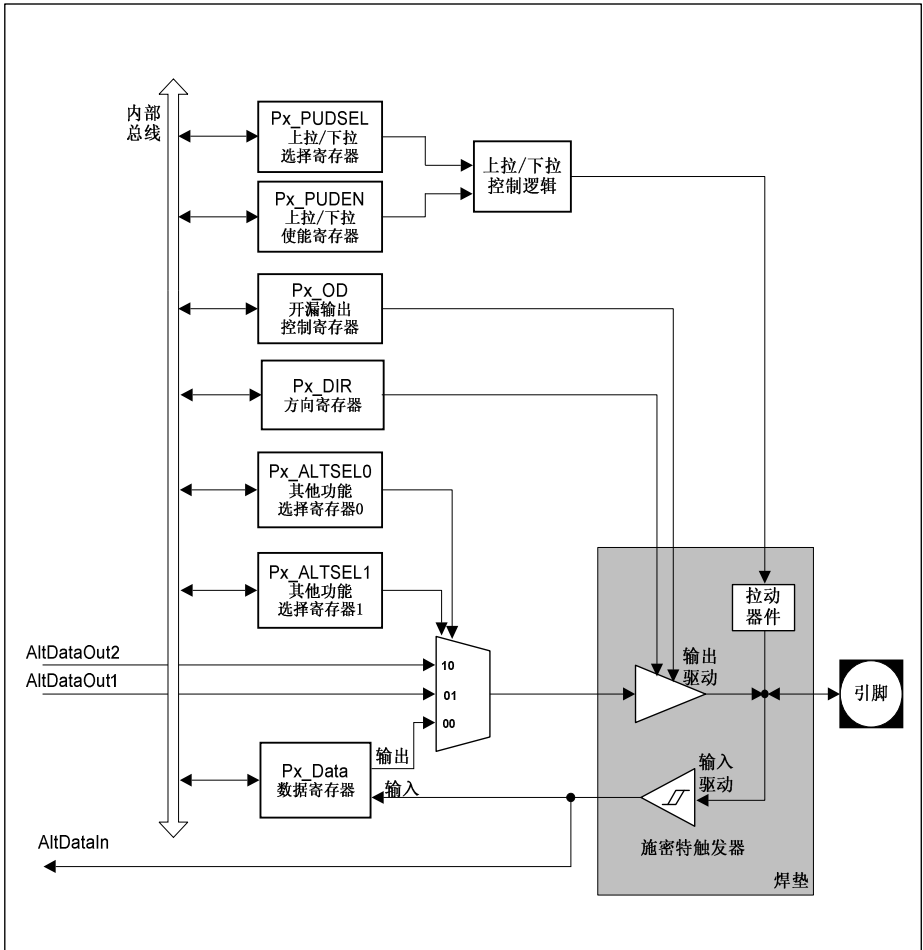 内部
总线
Px_PUDSEL
上拉/下拉
选择寄存器
上拉/下拉
控制逻辑
Px_PUDEN
上拉/下拉
使能寄存器
Px_OD
开漏输出
控制寄存器
Px_DIR
方向寄存器
Px_ALTSEL0
其他功能
选择寄存器0
Px_ALTSEL1
其他功能
选择寄存器1
拉动
器件
AltDataOut2
10
输出
驱动
AltDataOut1
01
引脚
00
输出
Px_Data
数据寄存器
输入
输入
驱动
AltDataIn
施密特触发器
焊垫